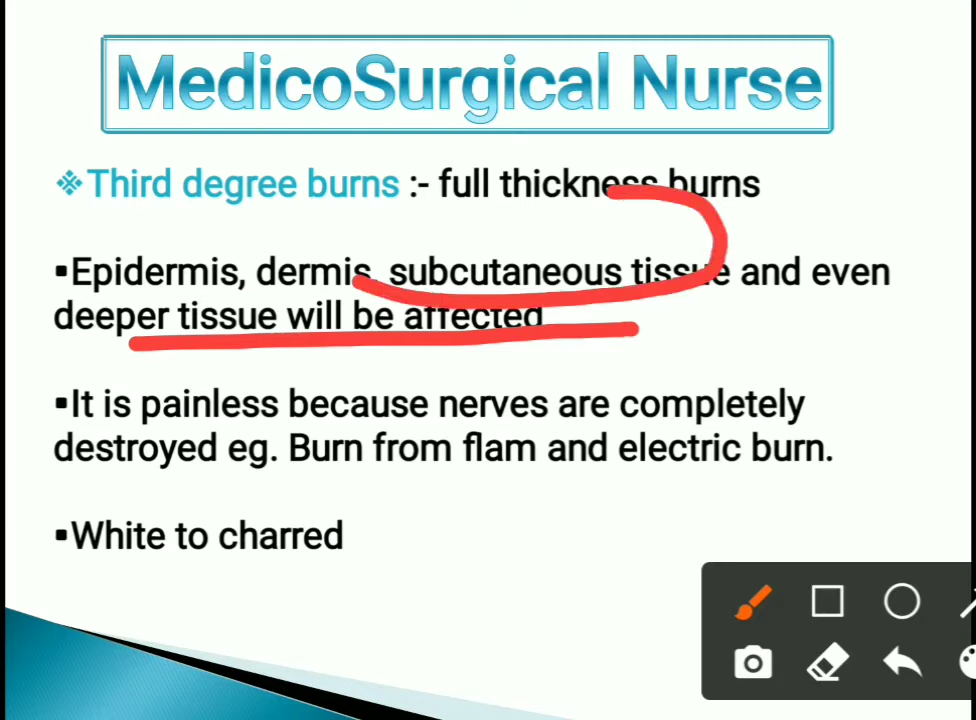 MedicoSurgical Nurse
❖Third degree burns :- full thickness burns
▪Epidermis, dermis, subcutaneous tissue and even
deeper tissue will be affected
▪It is painless because nerves are completely
destroyed eg. Burn from flam and electric burn.
▪White to charred